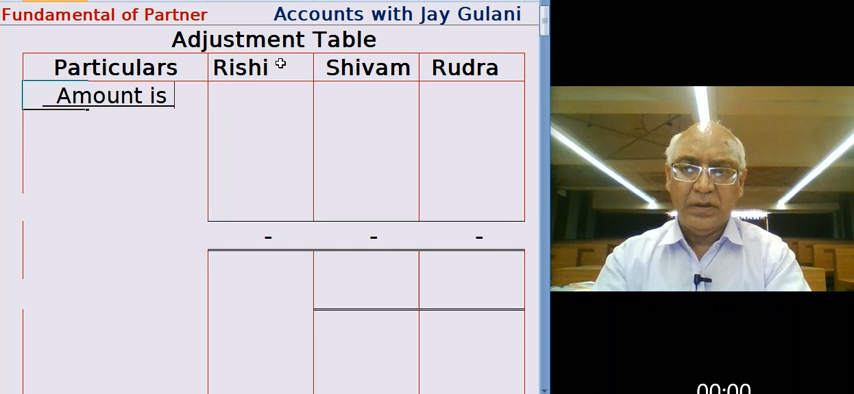 Fundamental of Partner Accounts with Jay Gulani
Adjustment Table
Particulars Rishi Shivam Rudra
Amount is
- - -
00:00